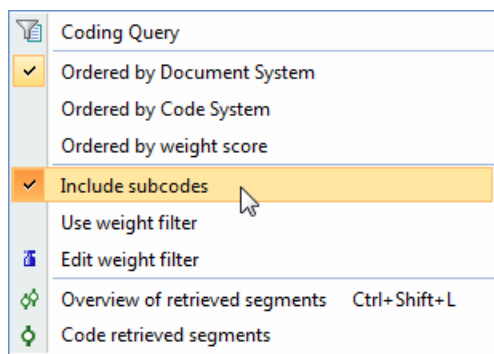 Coding Query
Ordered by Document System
Ordered by Code System
Ordered by weight score
Include subcodes
Use weight filter
Edit weight filter
Overview of retrieved segments Ctrl+Shift+L
Code retrieved segments